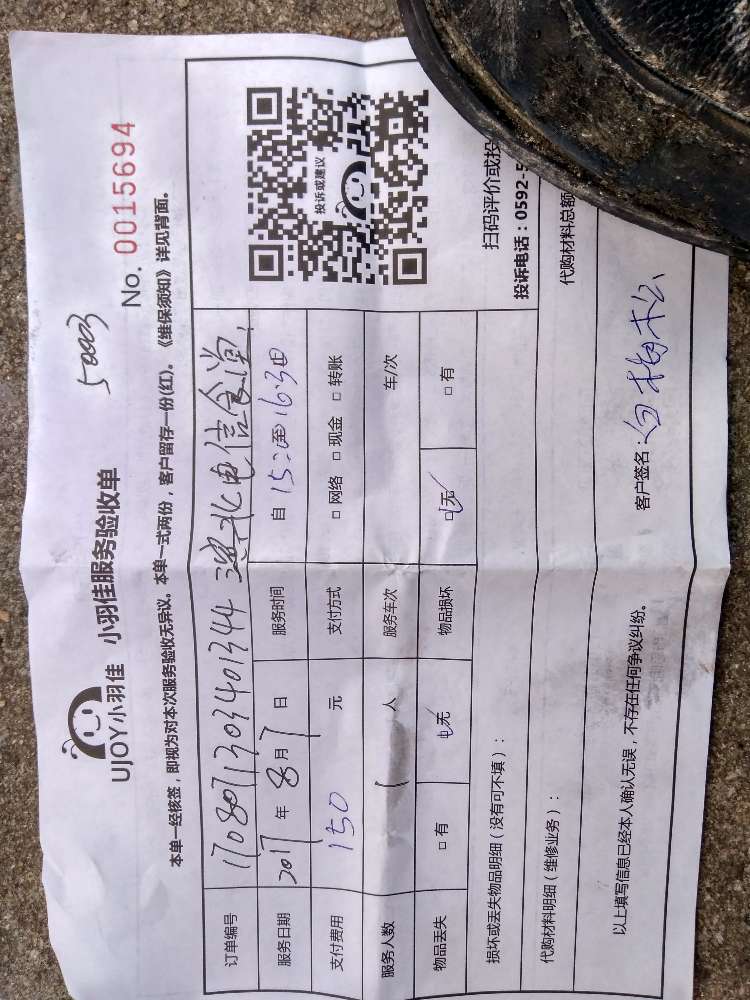 UJOY小羽佳 小羽佳服务验收单
50003
No. 0015694
本单一经核签，即视为对本次服务验收无异议。本单一式两份，客户留存一份(红)。《维保须知》详见背面。
订单编号 1708071303401344 电信食堂
服务日期 2017 年 8 月 7 日 服务时间 自 15:20 至 16:30
支付费用 150 元 支付方式 □ 网络 □ 现金 □ 转账
服务人数 1 人 服务车次 车/次
物品丢失 □ 有 □ 无 物品损坏 □ 无 □ 有
损坏或丢失物品明细（没有可不填）：
代购材料明细（维修业务）：
代购材料总额
以上填写信息已经本人确认无误，不存在任何争议纠纷。
客户签名：
投诉或建议
扫码评价或投
投诉电话：0592-5